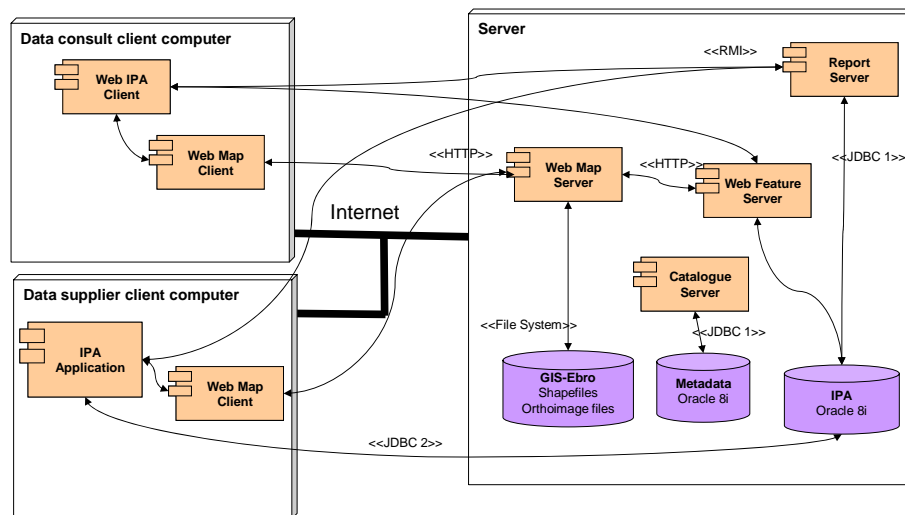 Data consult client computer
Web IPA
Client
Web Map
Client
Internet
Data supplier client computer
IPA
Application
Web Map
Client
<<JDBC 2>>
Server
<<RMI>>
Report
Server
<<HTTP>>
Web Map
Server
<<HTTP>>
Web Feature
Server
<<JDBC 1>>
Catalogue
Server
<<File System>>
<<JDBC 1>>
GIS-Ebro
Shapefiles
Orthoimage files
Metadata
Oracle 8i
IPA
Oracle 8i